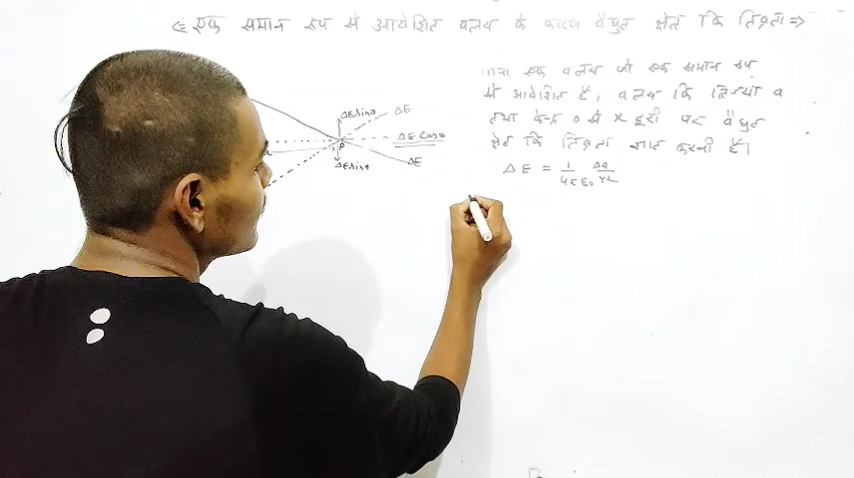 ⇐ एक समान रूप से आवेशित वलय के कारण वैधुत क्षेत्र कि तिव्रता ⇒
माना एक वलय जो एक समान रूप
से आवेशित है, वलय कि त्रिज्या a
तथा केन्द्र o से x दूरी पर वैधुत
क्षेत्र कि तिव्रता ज्ञात करनी है।
ΔE = 1/4πε₀ Δq/r²
ΔE sinθ
ΔE
ΔE Cosθ
P
ΔE sinθ
ΔE